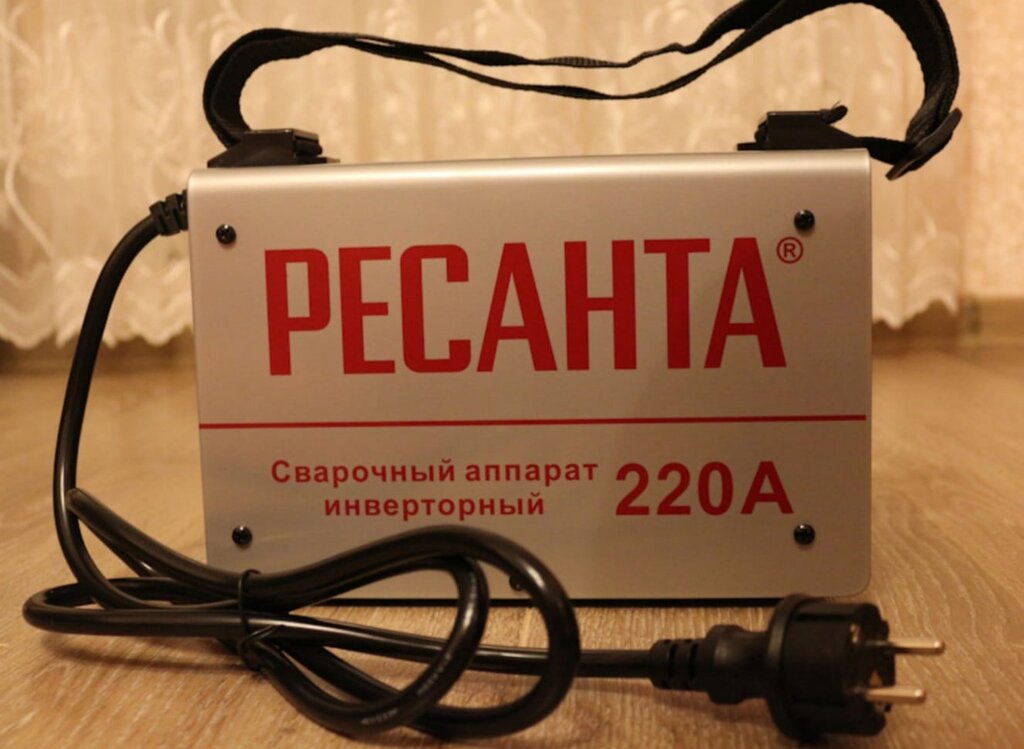 РЕСАНТА®
Сварочный аппарат
инверторный
220А